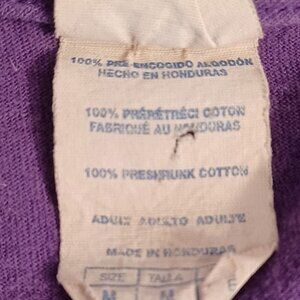 100% PRE-ENCOGIDO ALGODÓN
HECHO EN HONDURAS
100% PRÉRÉTRÉCI COTON
FABRIQUÉ AU HONDURAS
100% PRESHRUNK COTTON
ADULT ADULTO ADULTE
MADE IN HONDURAS
SIZE TALLA
M M